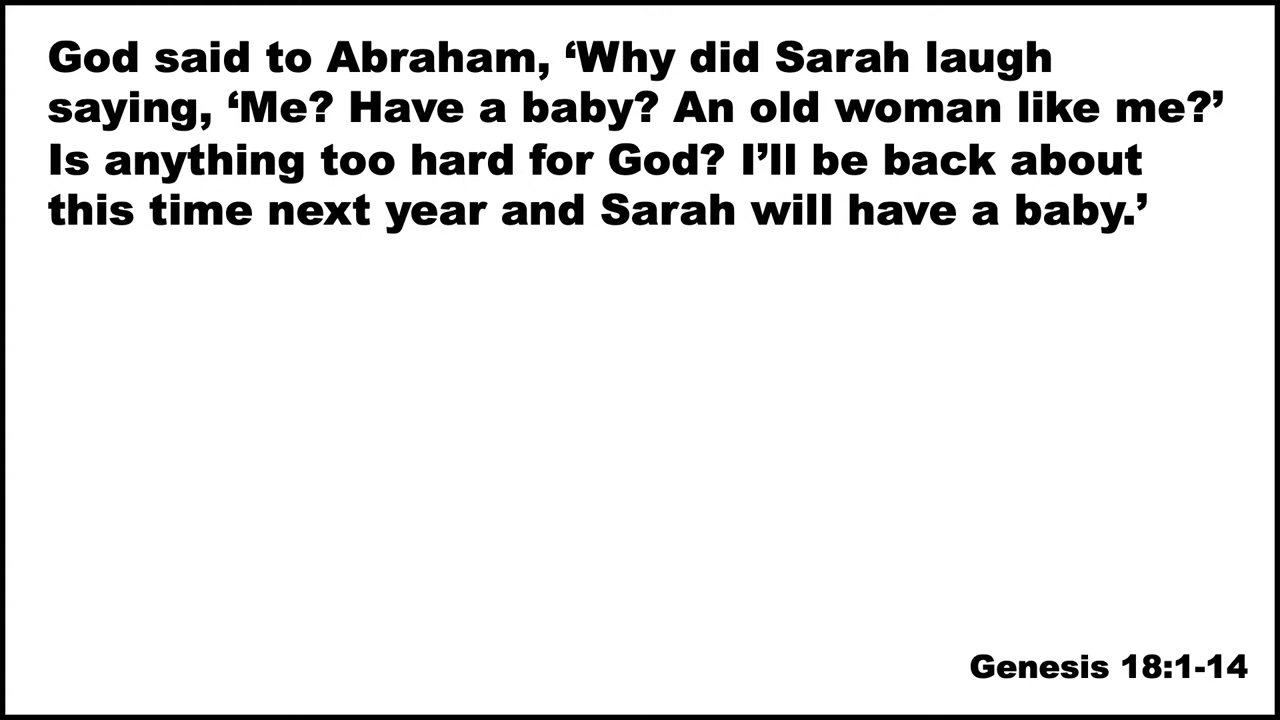 God said to Abraham, ‘Why did Sarah laugh
saying, ‘Me? Have a baby? An old woman like me?’
Is anything too hard for God? I’ll be back about
this time next year and Sarah will have a baby.’
Genesis 18:1-14